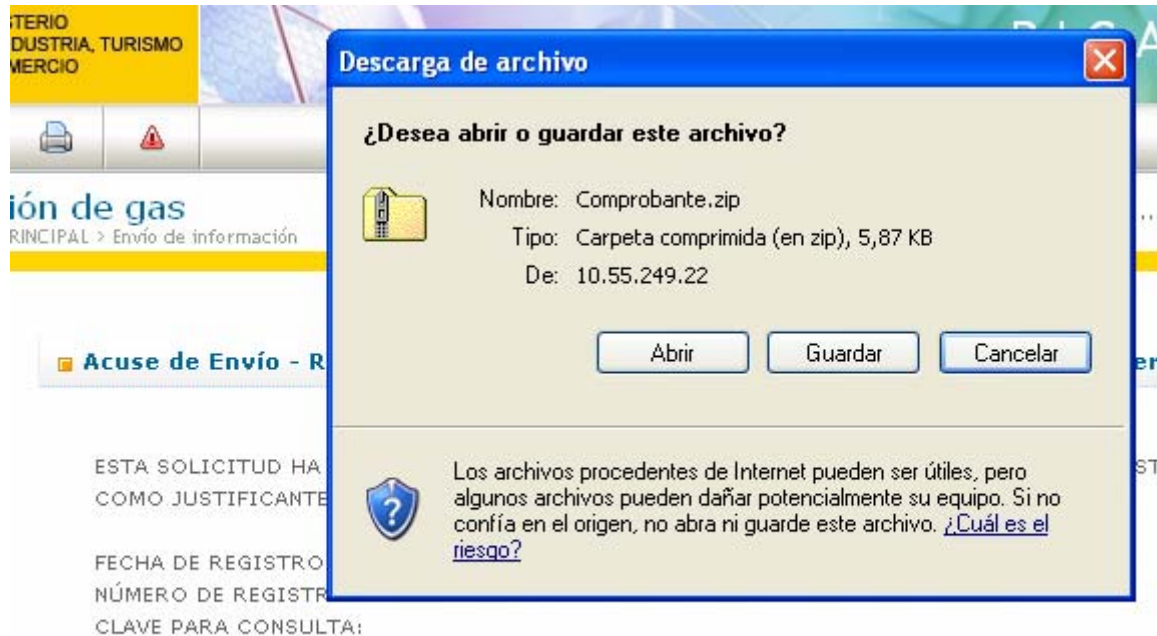 TERIO
DUSTRIA, TURISMO
MERCIO
Descarga de archivo
¿Desea abrir o guardar este archivo?
Nombre: Comprobante.zip
Tipo: Carpeta comprimida (en zip), 5,87 KB
De: 10.55.249.22
Abrir Guardar Cancelar
Los archivos procedentes de Internet pueden ser útiles, pero
algunos archivos pueden dañar potencialmente su equipo. Si no
confía en el origen, no abra ni guarde este archivo. ¿Cuál es el
riesgo?
ión de gas
RINCIPAL > Envío de información
Acuse de Envío - R
ESTA SOLICITUD HA
COMO JUSTIFICANTE
FECHA DE REGISTRO
NÚMERO DE REGISTR
CLAVE PARA CONSULTA: